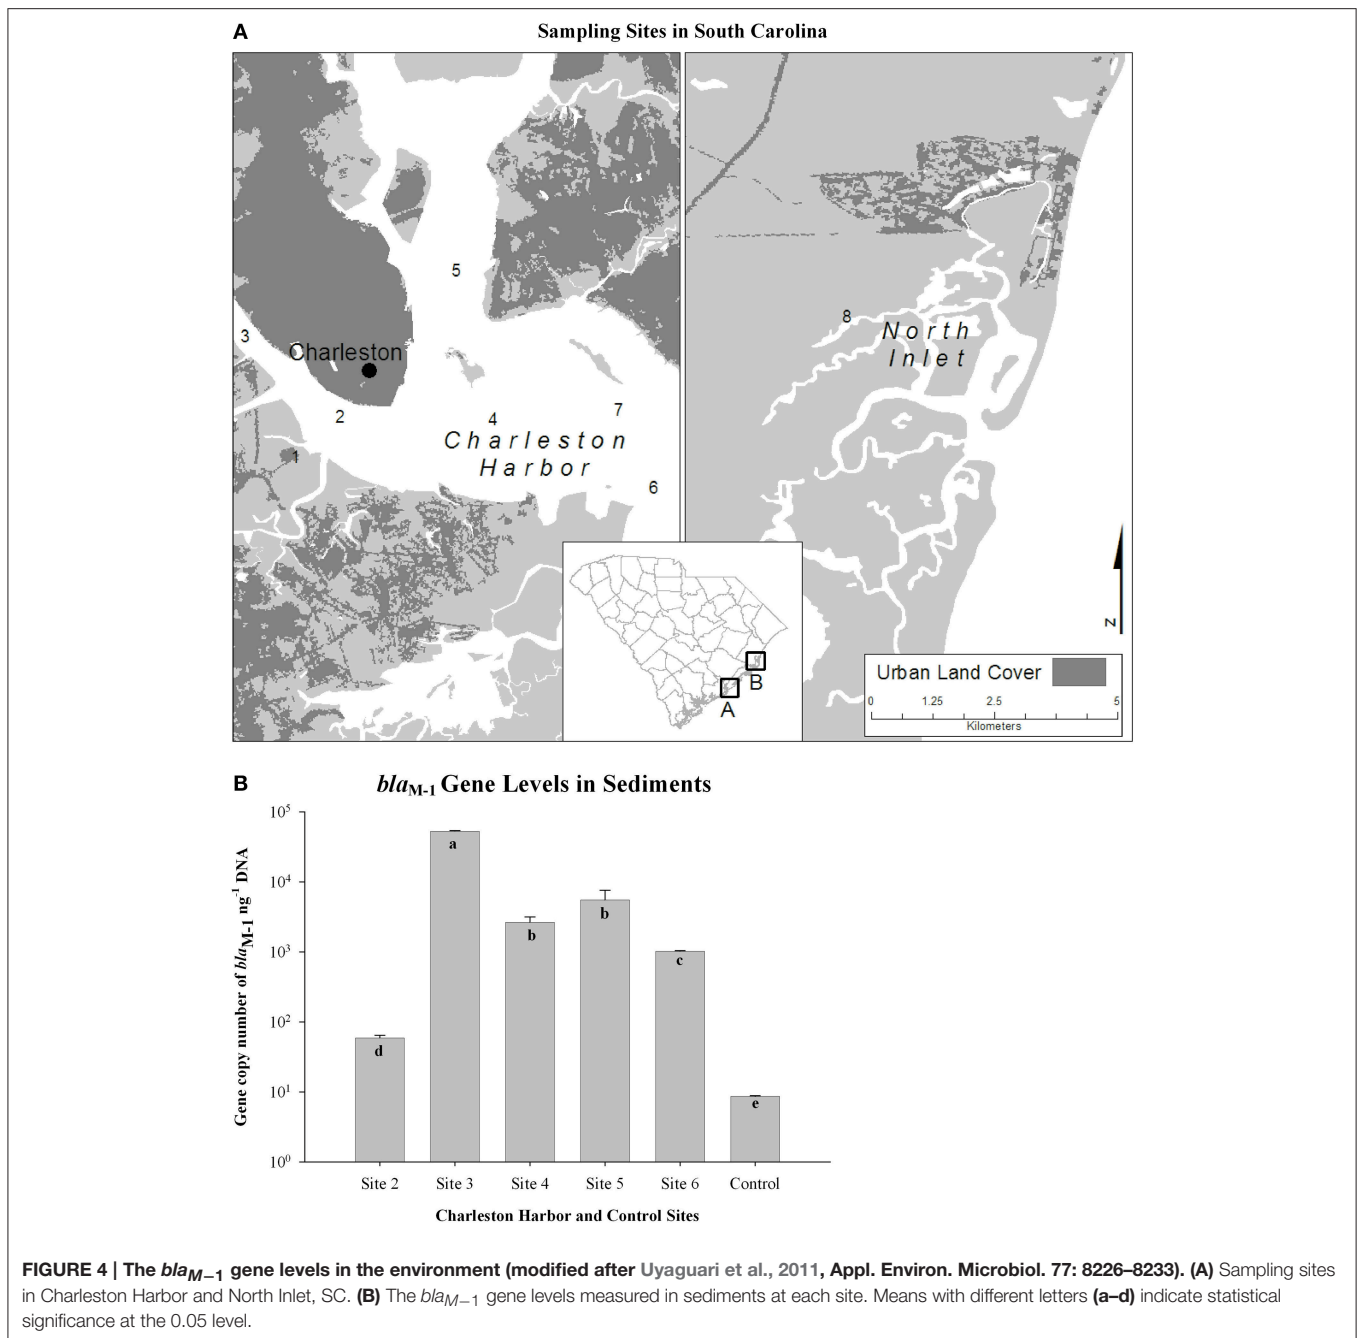 A
Sampling Sites in South Carolina
5
3
Charleston
2
4
7
Charleston
Harbor
1
6
8
North
Inlet
B
A
N
Urban Land Cover
0 1.25 2.5 5
Kilometers
B
bla_M-1 Gene Levels in Sediments
Gene copy number of bla_M-1 ng^-1 DNA
10^5
10^4
10^3
10^2
10^1
10^0
d
a
b
b
c
e
Site 2 Site 3 Site 4 Site 5 Site 6 Control
Charleston Harbor and Control Sites
FIGURE 4 | The bla_M−1 gene levels in the environment (modified after Uyaguari et al., 2011, Appl. Environ. Microbiol. 77: 8226–8233). (A) Sampling sites
in Charleston Harbor and North Inlet, SC. (B) The bla_M−1 gene levels measured in sediments at each site. Means with different letters (a–d) indicate statistical
significance at the 0.05 level.